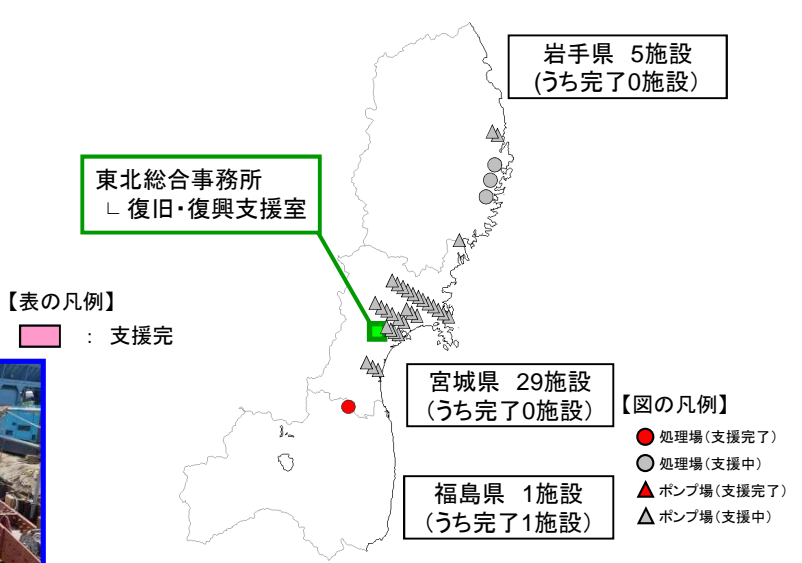 岩手県 5施設
(うち完了0施設)
東北総合事務所
└ 復旧・復興支援室
【表の凡例】
： 支援完
宮城県 29施設
(うち完了0施設)
【図の凡例】
処理場(支援完了)
処理場(支援中)
ポンプ場(支援完了)
ポンプ場(支援中)
福島県 1施設
(うち完了1施設)